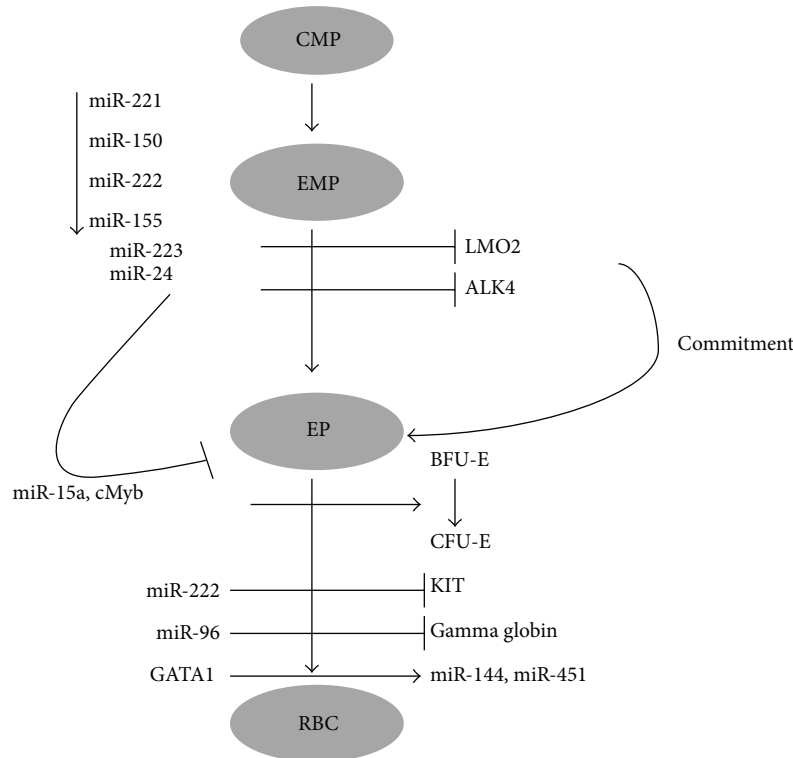 CMP
miR-221
miR-150
EMP
miR-222
miR-155
miR-223
LMO2
miR-24
ALK4
Commitment
EP
BFU-E
miR-15a, cMyb
CFU-E
miR-222
KIT
miR-96
Gamma globin
GATA1
miR-144, miR-451
RBC